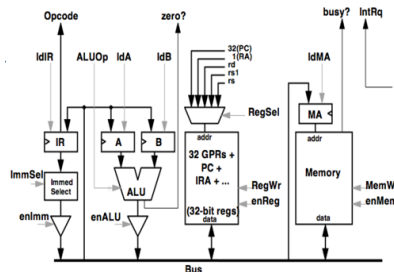 Opcode
zero?
busy?
IntRq
ldIR
ALUOp
ldA
ldB
32(PC)
1(RA)
rd
rs1
rs
ldMA
RegSel
MA
IR
A
B
addr
addr
ImmSel
Immed
Select
ALU
32 GPRs +
PC +
IRA + ...
(32-bit regs)
data
RegWr
enReg
Memory
data
MemW
enMem
enImm
enALU
Bus